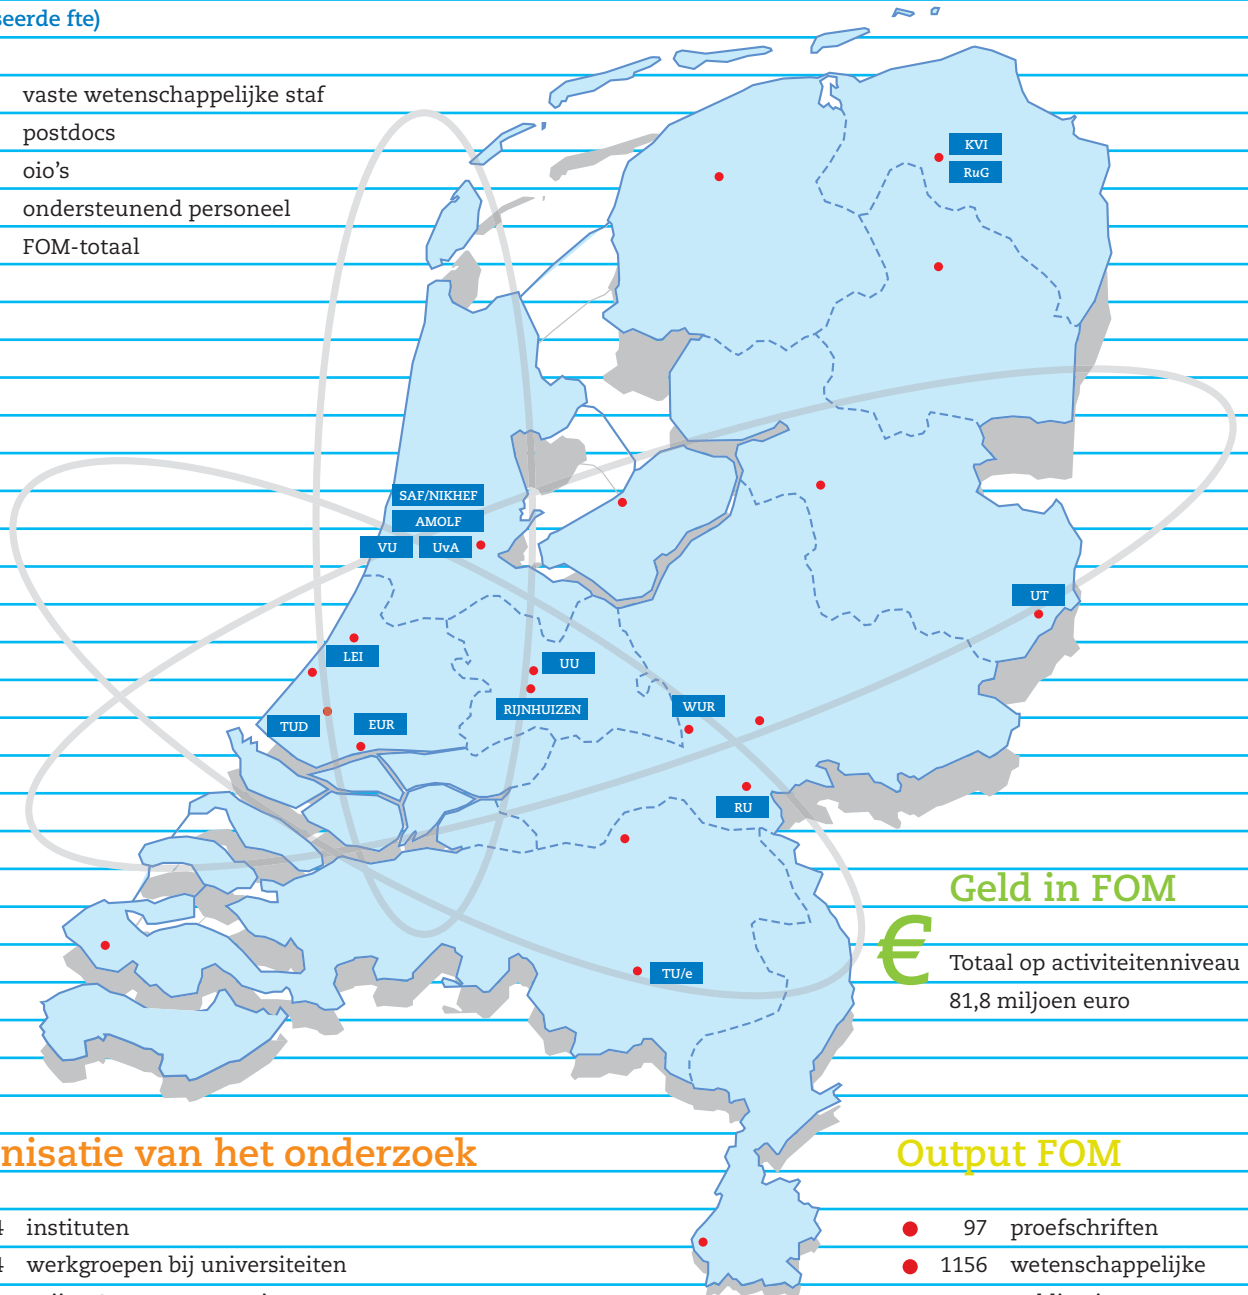 seerde fte)
vaste wetenschappelijke staf
postdocs
oio's
ondersteunend personeel
FOM-totaal
KVI
RuG
SAF/NIKHEF
AMOLF
VU
UvA
UT
LEI
UU
RIJNHUIZEN
WUR
TUD
EUR
RU
TU/e
Geld in FOM
€
Totaal op activiteitenniveau
81,8 miljoen euro
nisatie van het onderzoek
4 instituten
4 werkgroepen bij universiteiten
Output FOM
97 proefschriften
1156 wetenschappelijke